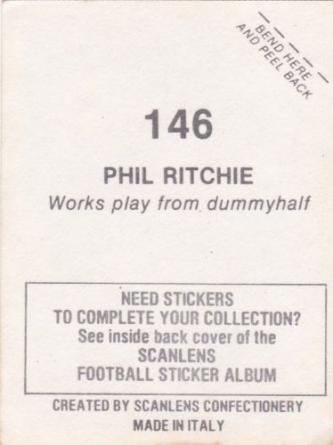 BEND HERE
AND PEEL BACK
146
PHIL RITCHIE
Works play from dummyhalf
NEED STICKERS
TO COMPLETE YOUR COLLECTION?
See inside back cover of the
SCANLENS
FOOTBALL STICKER ALBUM
CREATED BY SCANLENS CONFECTIONERY
MADE IN ITALY